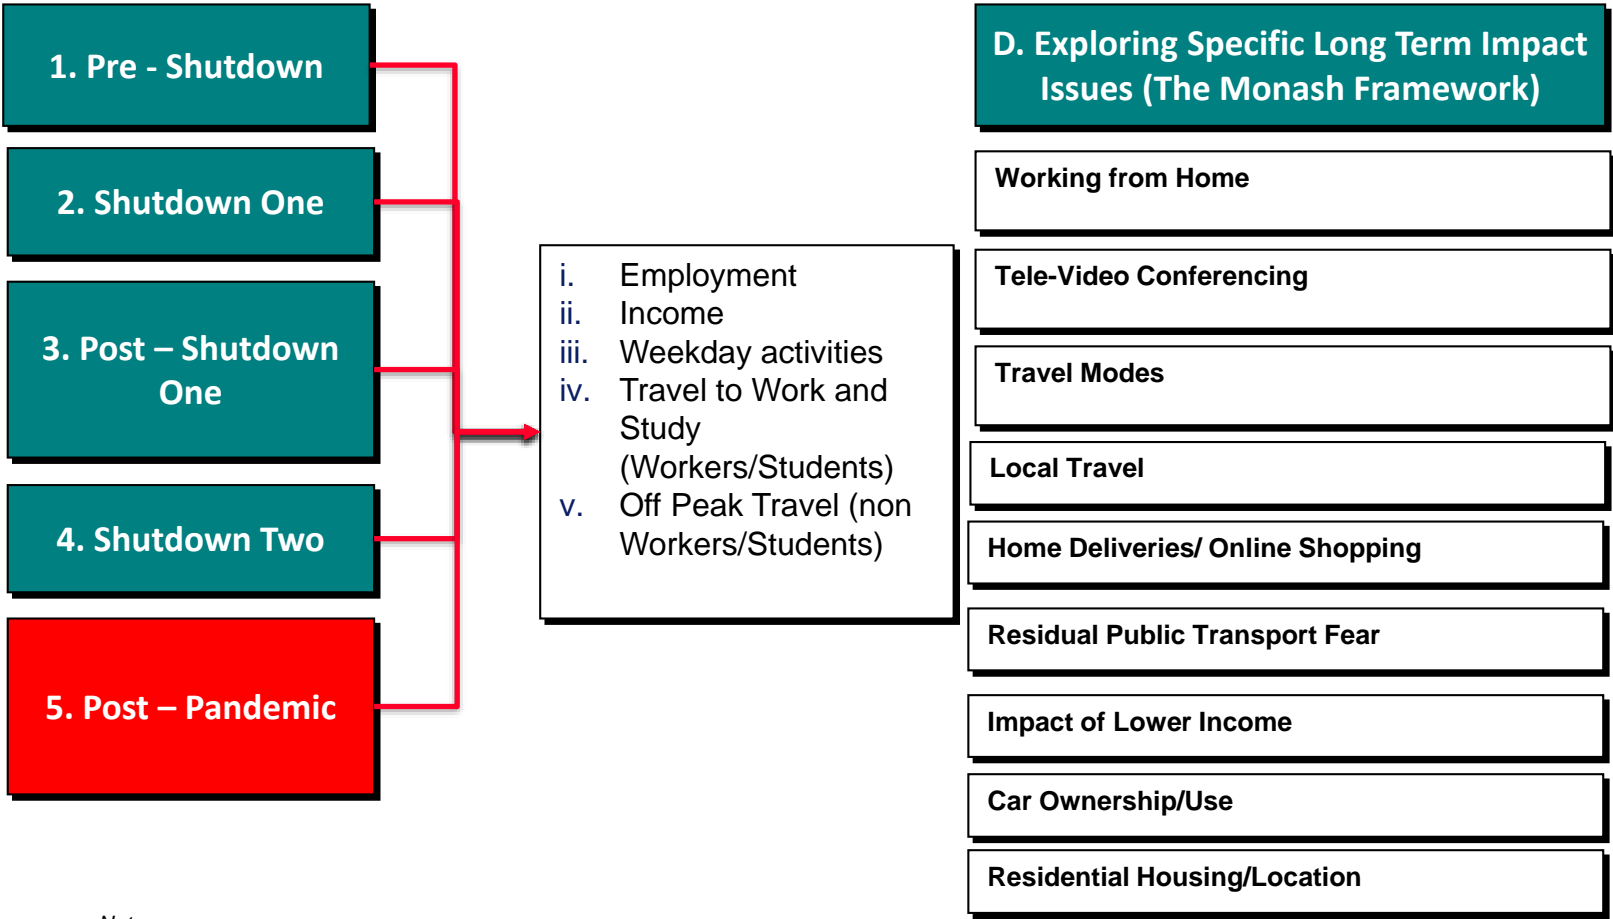 1. Pre - Shutdown
2. Shutdown One
3. Post – Shutdown
One
4. Shutdown Two
5. Post – Pandemic
i. Employment
ii. Income
iii. Weekday activities
iv. Travel to Work and
Study
(Workers/Students)
v. Off Peak Travel (non
Workers/Students)
D. Exploring Specific Long Term Impact
Issues (The Monash Framework)
Working from Home
Tele-Video Conferencing
Travel Modes
Local Travel
Home Deliveries/ Online Shopping
Residual Public Transport Fear
Impact of Lower Income
Car Ownership/Use
Residential Housing/Location